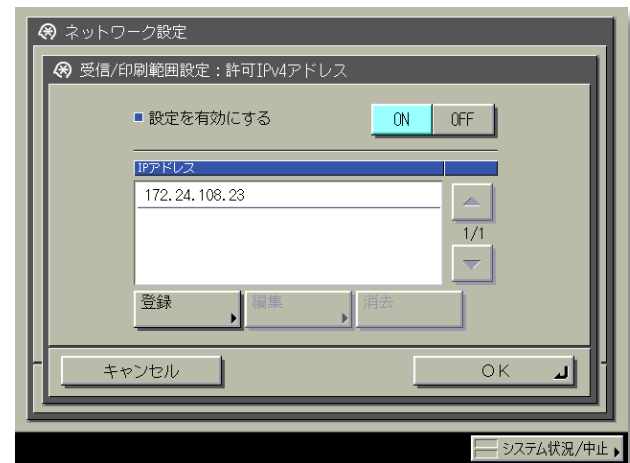 ネットワーク設定
受信/印刷範囲設定：許可IPv4アドレス
設定を有効にする
ON
OFF
IPアドレス
172.24.108.23
1/1
登録
編集
消去
キャンセル
OK
システム状況/中止